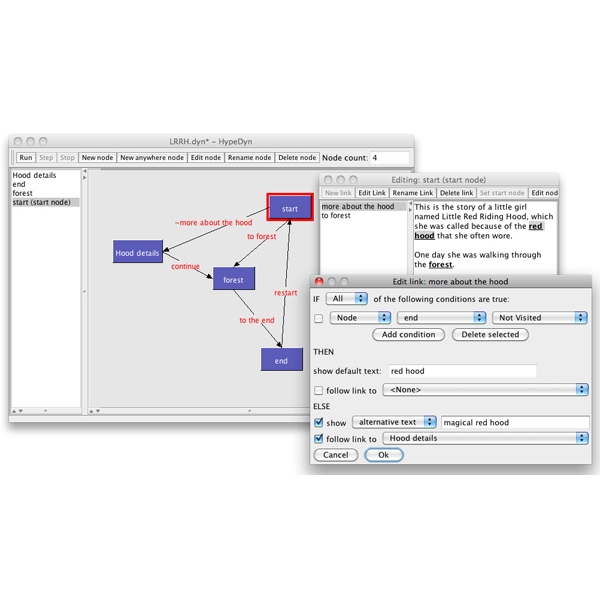 LRRH.dyn* – HypeDyn
Run Step Stop New node New anywhere node Edit node Rename node Delete node Node count: 4
Hood details
end
forest
start (start node)
start
~more about the hood
to forest
Hood details
continue
forest
restart
to the end
end
Editing: start (start node)
New link Edit Link Rename Link Delete link Set start node Edit nod
more about the hood
to forest
This is the story of a little girl
named Little Red Riding Hood, which
she was called because of the red
hood that she often wore.
One day she was walking through
the forest.
Edit link: more about the hood
IF All of the following conditions are true:
Node end Not Visited
Add condition Delete selected
THEN
show default text: red hood
follow link to <None>
ELSE
show alternative text magical red hood
follow link to Hood details
Cancel Ok